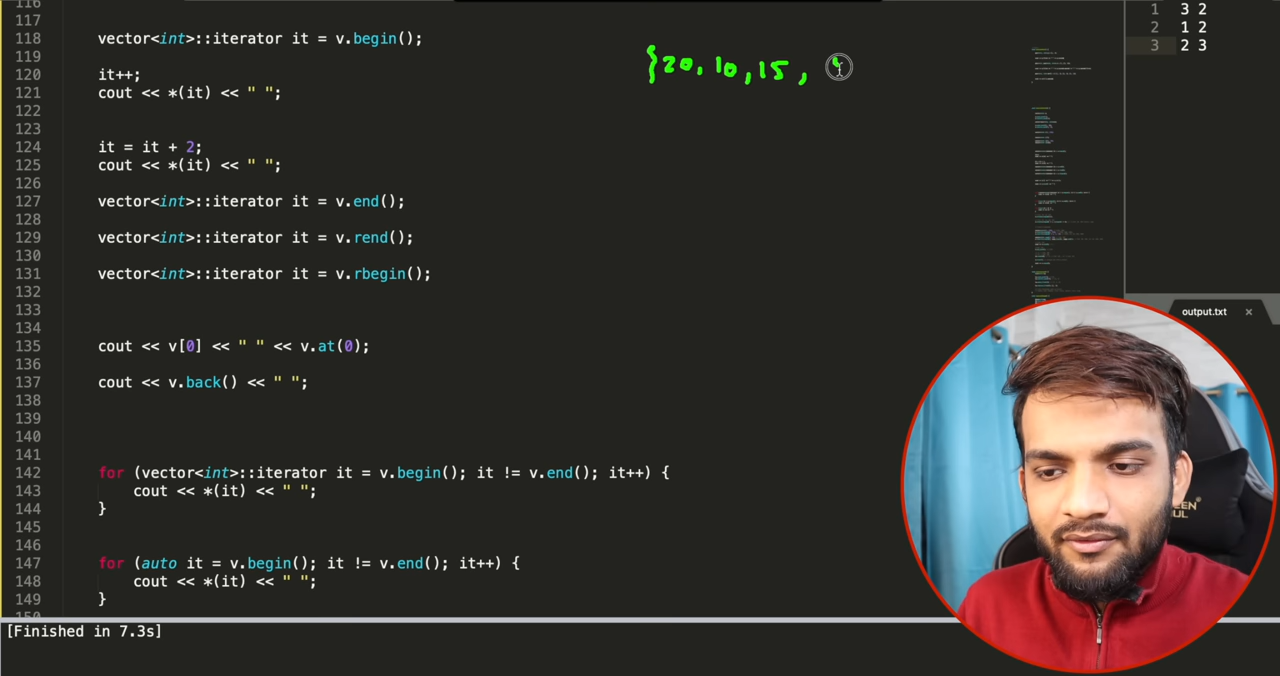 116
117
118 vector<int>::iterator it = v.begin();
119
120 it++;
121 cout << *(it) << " ";
122
123
124 it = it + 2;
125 cout << *(it) << " ";
126
127 vector<int>::iterator it = v.end();
128
129 vector<int>::iterator it = v.rend();
130
131 vector<int>::iterator it = v.rbegin();
132
133
134
135 cout << v[0] << " " << v.at(0);
136
137 cout << v.back() << " ";
138
139
140
141
142 for (vector<int>::iterator it = v.begin(); it != v.end(); it++) {
143 cout << *(it) << " ";
144 }
145
146
147 for (auto it = v.begin(); it != v.end(); it++) {
148 cout << *(it) << " ";
149 }
150
{20, 10, 15,
1 3 2
2 1 2
3 2 3
output.txt ×
[Finished in 7.3s]